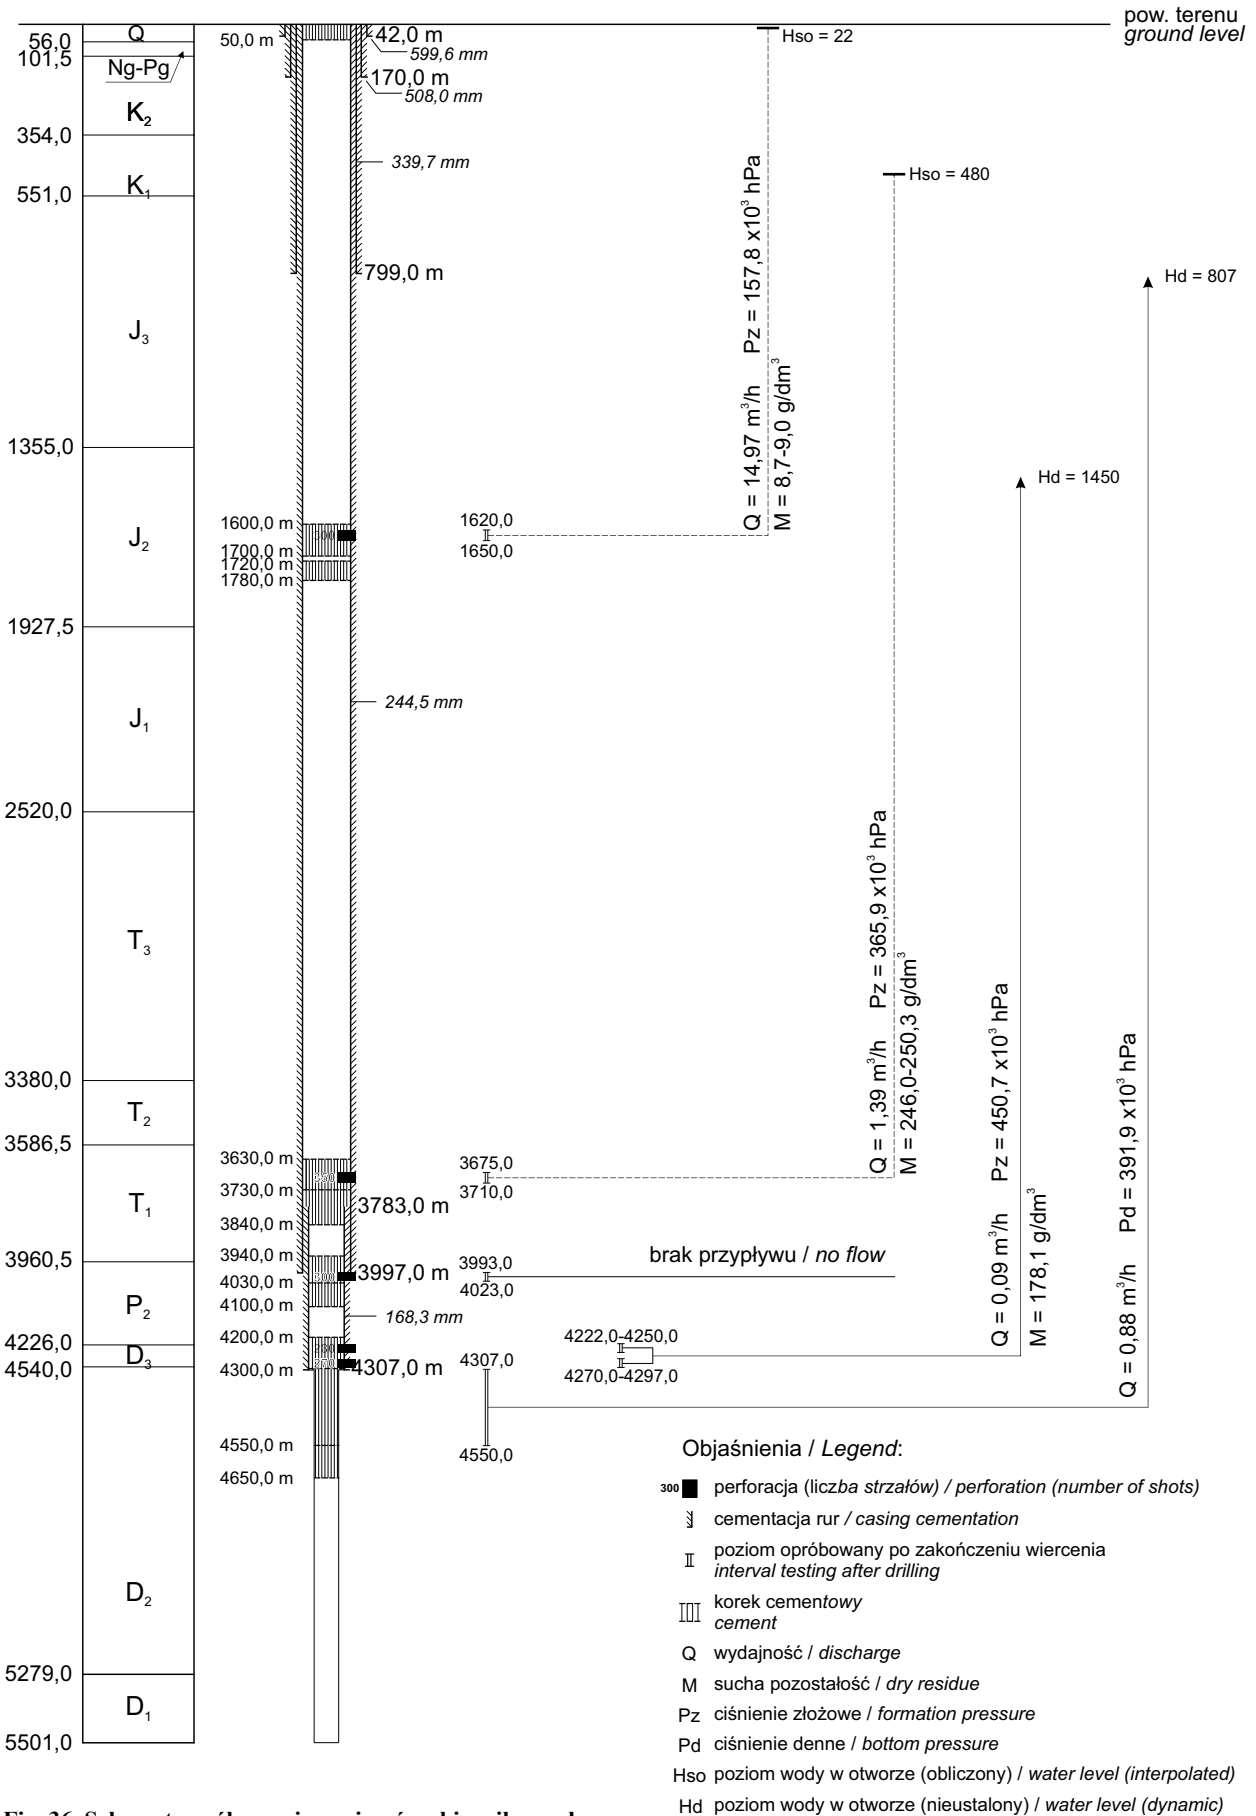 pow. terenu
ground level
Q
56,0
101,5
Ng-Pg
K2
354,0
K1
551,0
J3
1355,0
J2
1927,5
J1
2520,0
T3
3380,0
T2
3586,5
T1
3960,5
P2
4226,0
D3
4540,0
D2
5279,0
D1
5501,0
50,0 m
42,0 m
599,6 mm
170,0 m
508,0 mm
339,7 mm
799,0 m
1600,0 m
300
1700,0 m
1720,0 m
1780,0 m
244,5 mm
3630,0 m
350
3730,0 m
3783,0 m
3840,0 m
3940,0 m
300
3997,0 m
4030,0 m
4100,0 m
168,3 mm
4200,0 m
4300,0 m
4307,0 m
4550,0 m
4650,0 m
1620,0
1650,0
3675,0
3710,0
3993,0
4023,0
brak przypływu / no flow
4222,0-4250,0
4270,0-4297,0
4307,0
4550,0
Hso = 22
Q = 14,97 m³/h Pz = 157,8 x10³ hPa
M = 8,7-9,0 g/dm³
Hso = 480
Q = 1,39 m³/h Pz = 365,9 x10³ hPa
M = 246,0-250,3 g/dm³
Hd = 1450
Q = 0,09 m³/h Pz = 450,7 x10³ hPa
M = 178,1 g/dm³
Hd = 807
Q = 0,88 m³/h Pd = 391,9 x10³ hPa
Objaśnienia / Legend:
300 perforacja (liczba strzałów) / perforation (number of shots)
cementacja rur / casing cementation
poziom opróbowany po zakończeniu wiercenia
interval testing after drilling
korek cementowy
cement
Q wydajność / discharge
M sucha pozostałość / dry residue
Pz ciśnienie złożowe / formation pressure
Pd ciśnienie denne / bottom pressure
Hso poziom wody w otworze (obliczony) / water level (interpolated)
Hd poziom wody w otworze (nieustalony) / water level (dynamic)